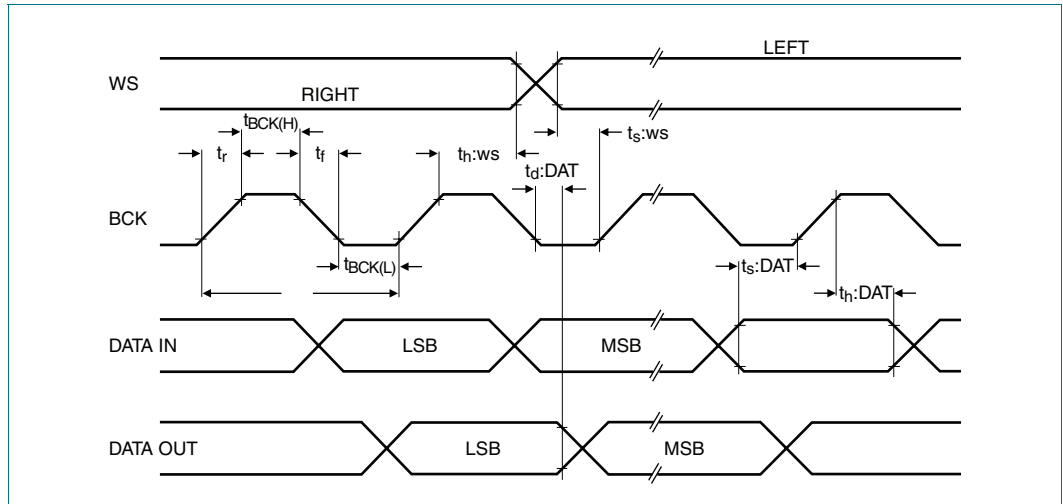 LEFT
WS
RIGHT
tBCK(H)
ts:ws
tr
tf
th:ws
td:DAT
BCK
tBCK(L)
ts:DAT
th:DAT
DATA IN
LSB
MSB
DATA OUT
LSB
MSB